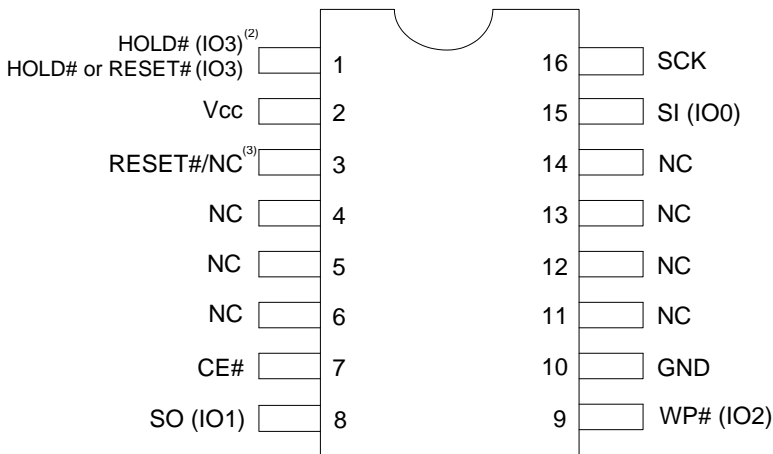 HOLD# (IO3)(2)
HOLD# or RESET# (IO3)
1
16
SCK
Vcc
2
15
SI (IO0)
RESET#/NC(3)
3
14
NC
NC
4
13
NC
NC
5
12
NC
NC
6
11
NC
CE#
7
10
GND
SO (IO1)
8
9
WP# (IO2)